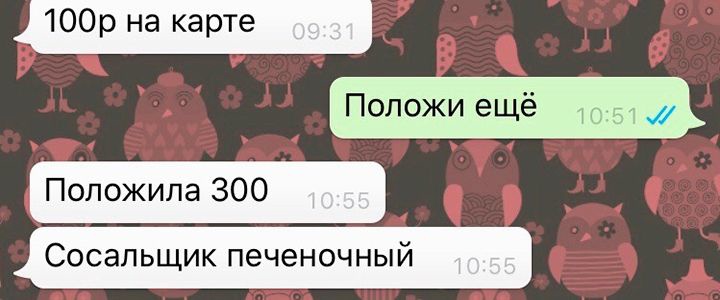 100р на карте 09:31
Положи ещё 10:51
Положила 300 10:55
Сосальщик печеночный 10:55